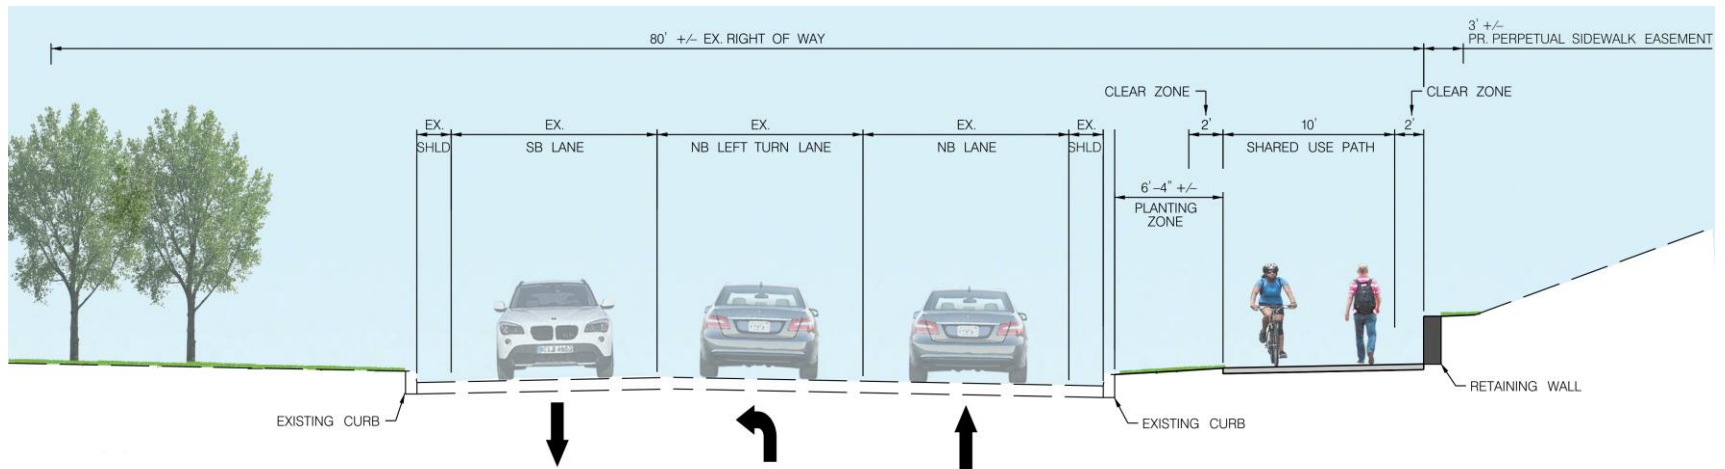 80' +/- EX. RIGHT OF WAY
3' +/-
PR. PERPETUAL SIDEWALK EASEMENT
CLEAR ZONE
CLEAR ZONE
EX.
SHLD
EX.
SB LANE
EX.
NB LEFT TURN LANE
EX.
NB LANE
EX.
SHLD
2'
10'
SHARED USE PATH
2'
6'-4" +/-
PLANTING
ZONE
EXISTING CURB
EXISTING CURB
RETAINING WALL